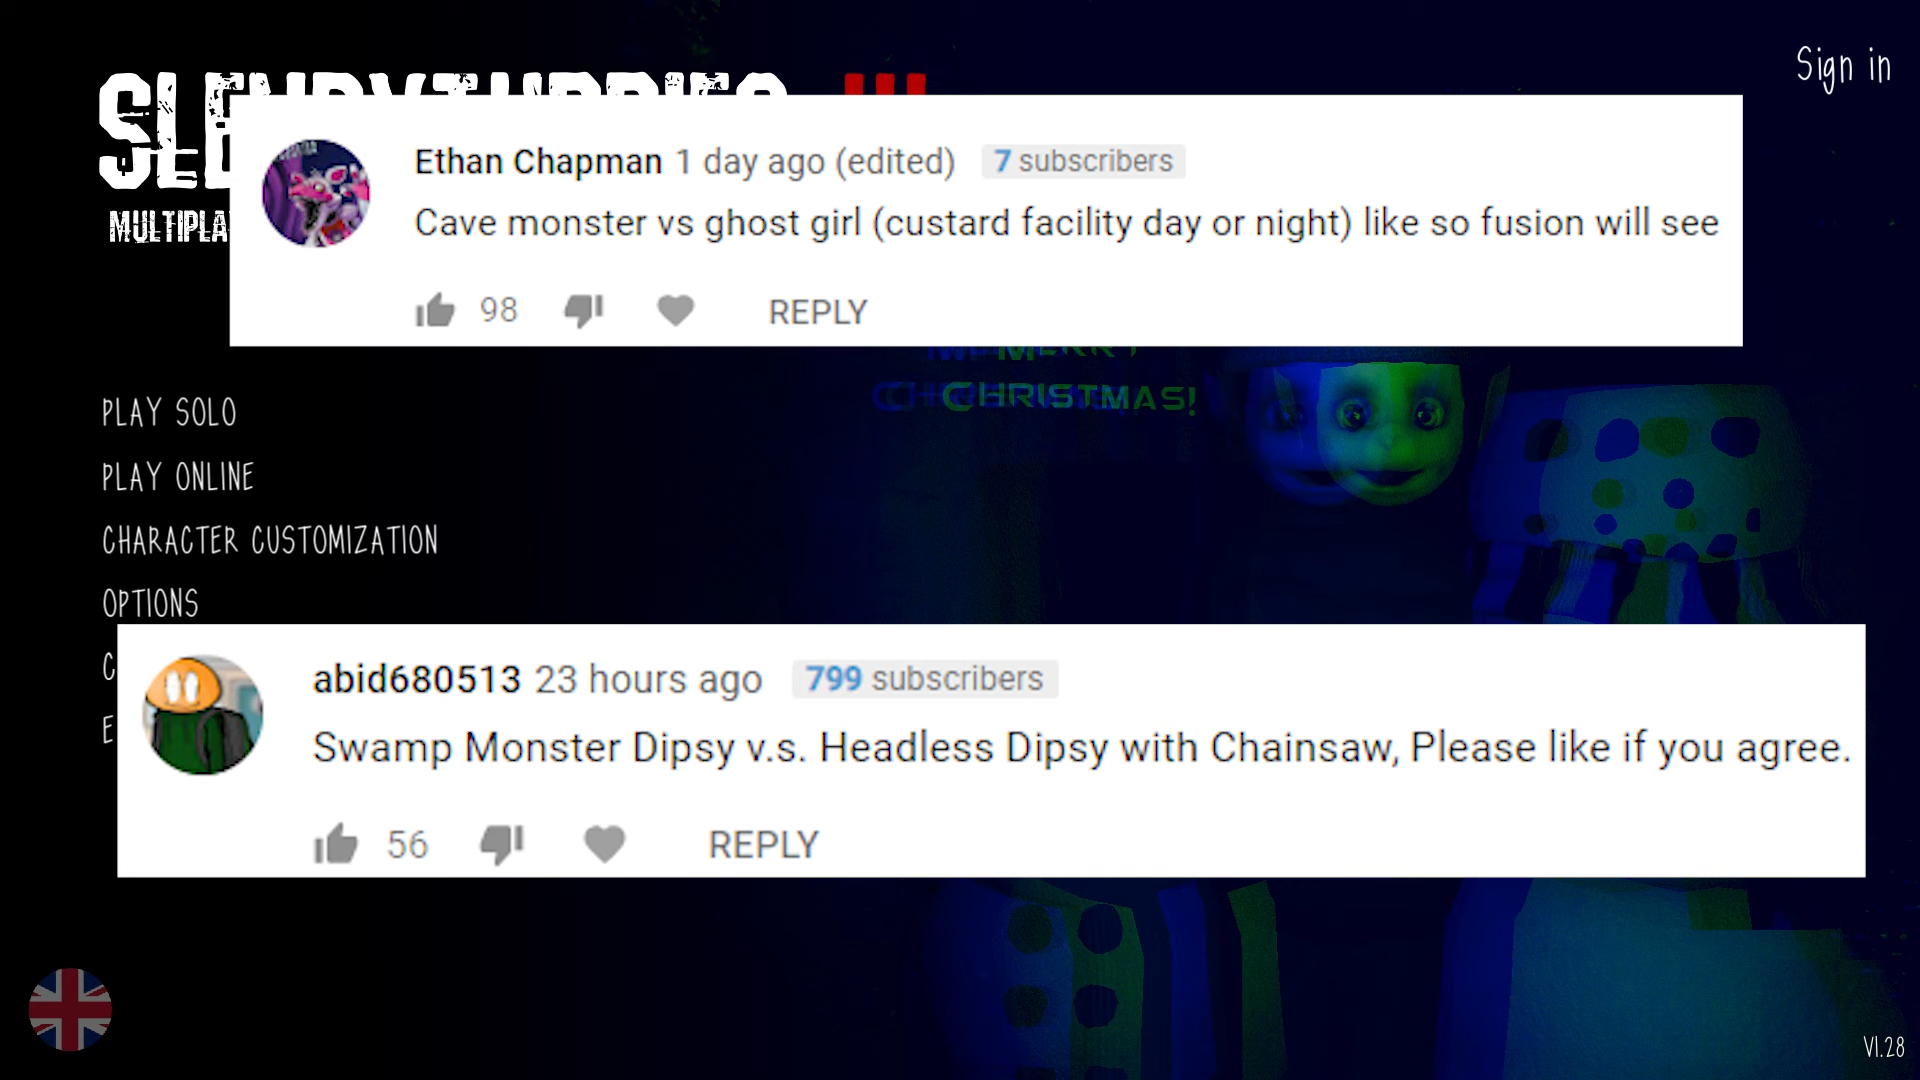 Sign in
SLENDYTUBBIES III
Ethan Chapman 1 day ago (edited) 7 subscribers
Cave monster vs ghost girl (custard facility day or night) like so fusion will see
98 REPLY
CHRISTMAS!
PLAY SOLO
PLAY ONLINE
CHARACTER CUSTOMIZATION
OPTIONS
abid680513 23 hours ago 799 subscribers
Swamp Monster Dipsy v.s. Headless Dipsy with Chainsaw, Please like if you agree.
56 REPLY
V1.28